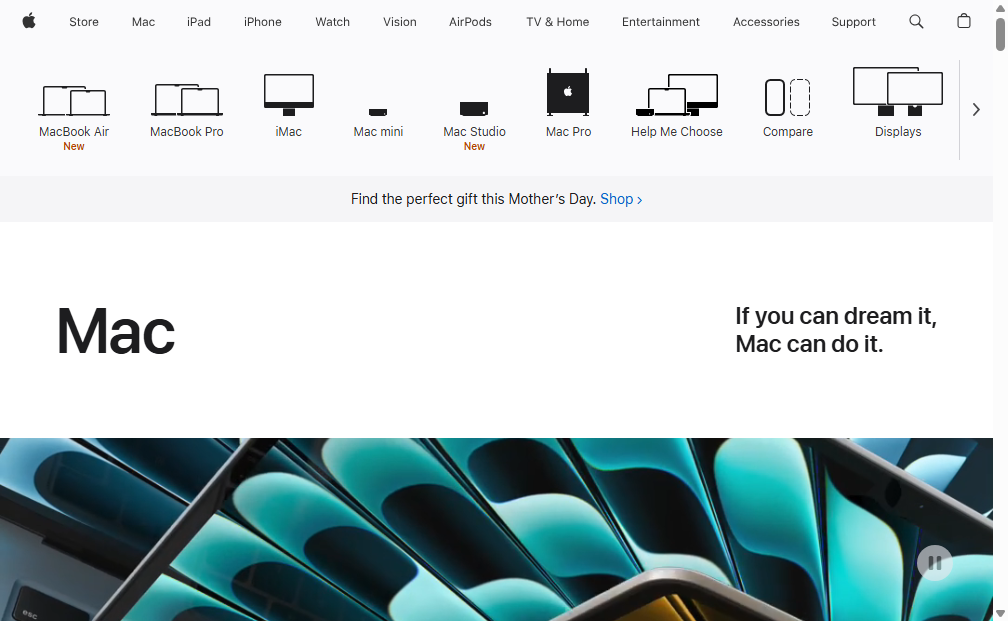 Store Mac iPad iPhone Watch Vision AirPods TV & Home Entertainment Accessories Support
MacBook Air MacBook Pro iMac Mac mini Mac Studio Mac Pro Help Me Choose Compare Displays
New New
Find the perfect gift this Mother’s Day. Shop ›
Mac
If you can dream it,
Mac can do it.
esc